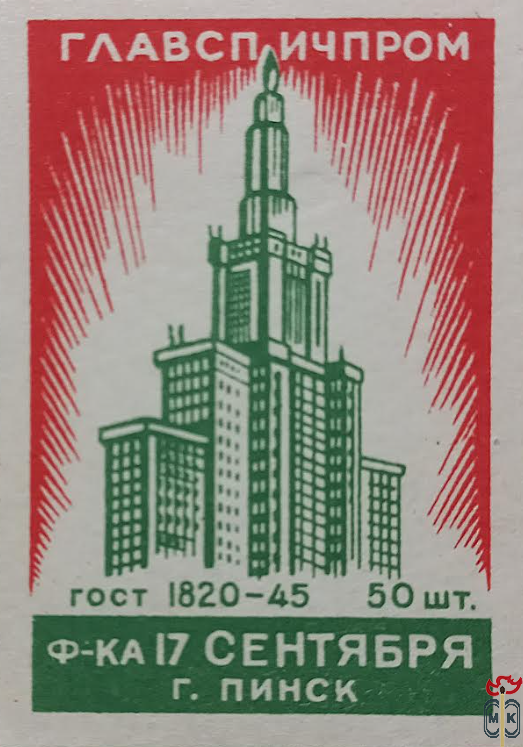 ГЛАВСПИЧПРОМ
ГОСТ 1820-45 50 ШТ.
Ф-КА 17 СЕНТЯБРЯ
Г. ПИНСК
МК